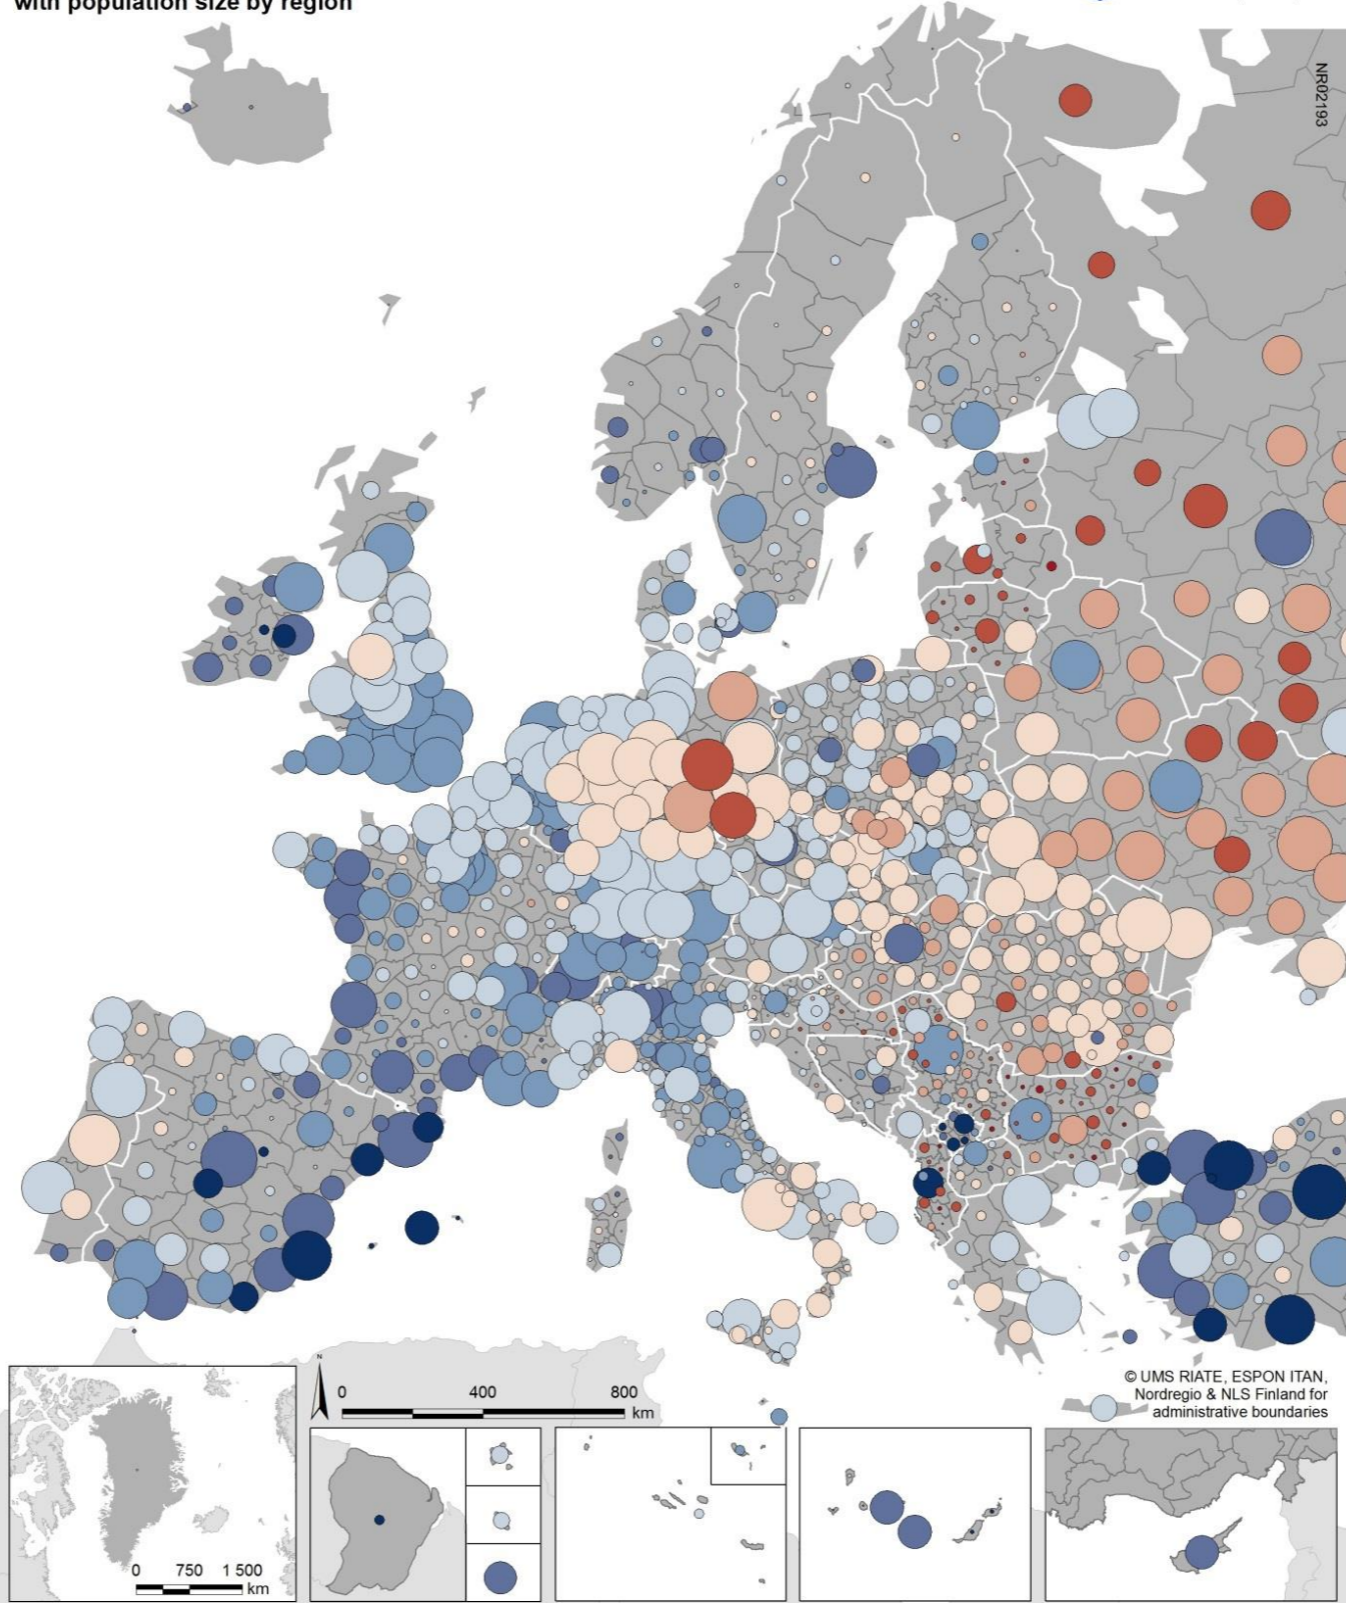 with population size by region
NR02193
© UMS RIATE, ESPON ITAN,
Nordregio & NLS Finland for
administrative boundaries
N
0 400 800
km
0 750 1 500
km